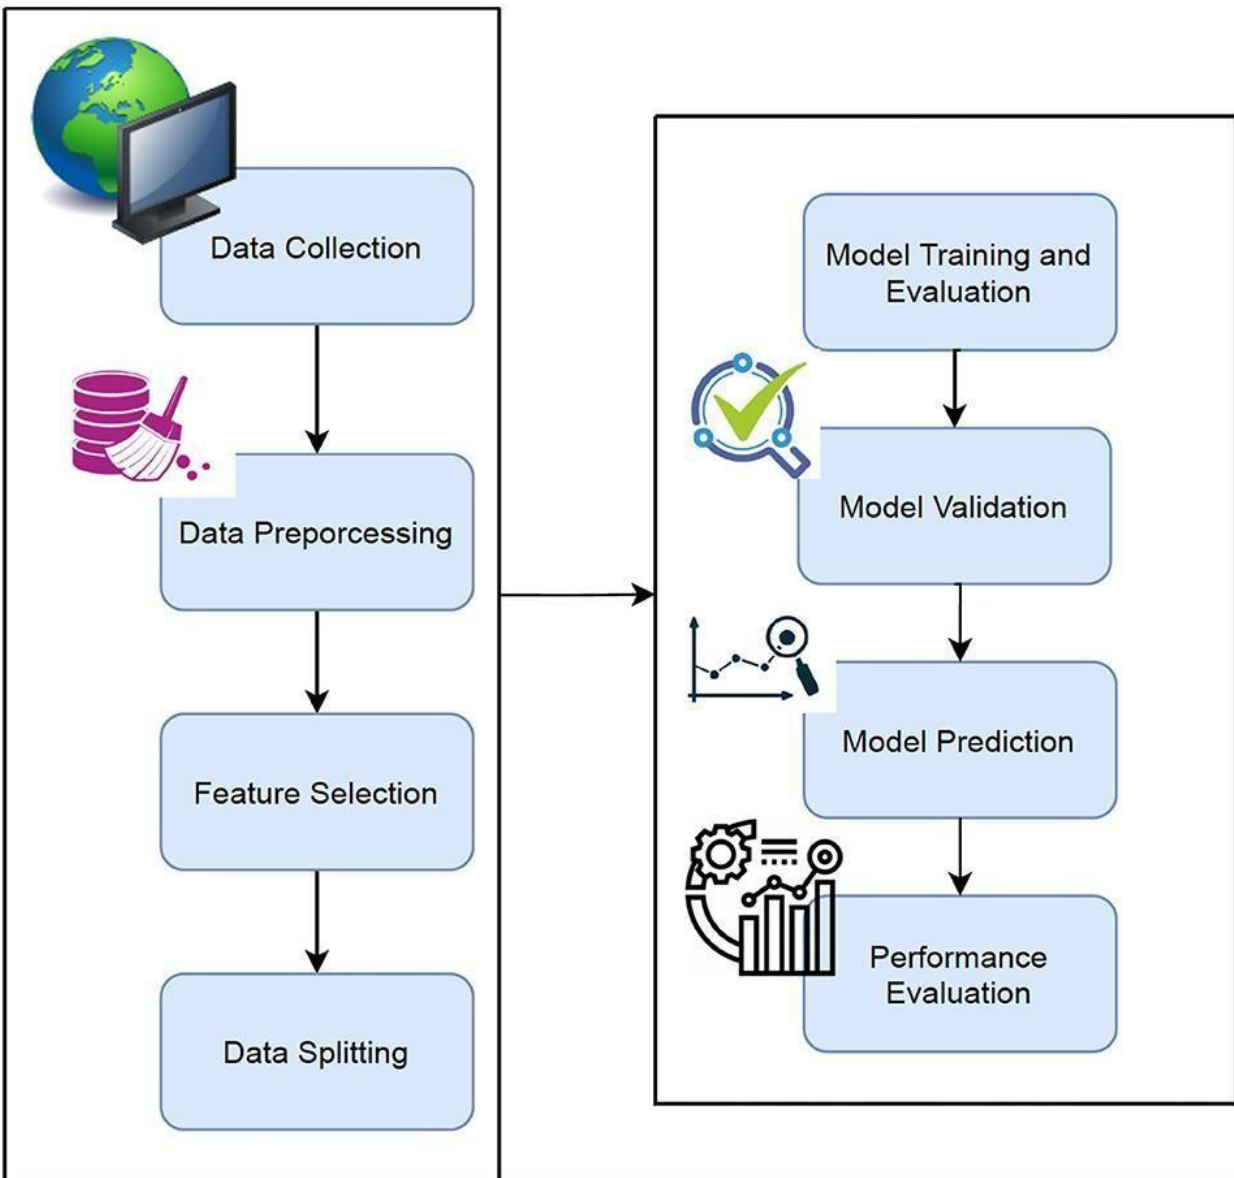 Data Collection
Data Preporcessing
Feature Selection
Data Splitting
Model Training and
Evaluation
Model Validation
Model Prediction
Performance
Evaluation